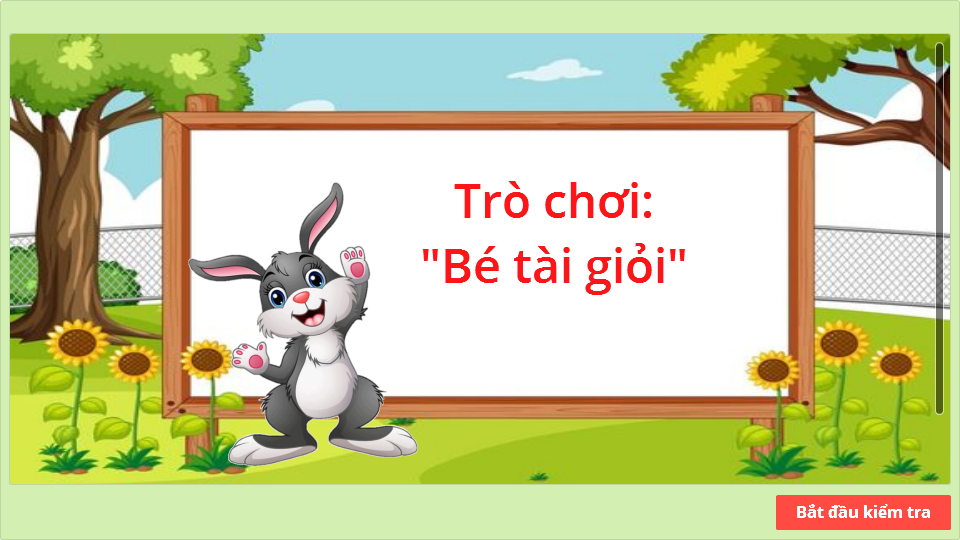 Trò chơi:
"Bé tài giỏi"
Bắt đầu kiểm tra